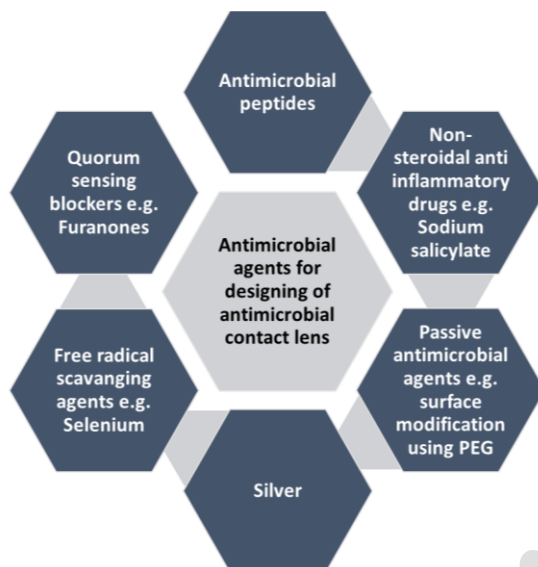 Antimicrobial
peptides
Non-
steroidal anti
inflammatory
drugs e.g.
Sodium
salicylate
Passive
antimicrobial
agents e.g.
surface
modification
using PEG
Silver
Free radical
scavanging
agents e.g.
Selenium
Quorum
sensing
blockers e.g.
Furanones
Antimicrobial
agents for
designing of
antimicrobial
contact lens